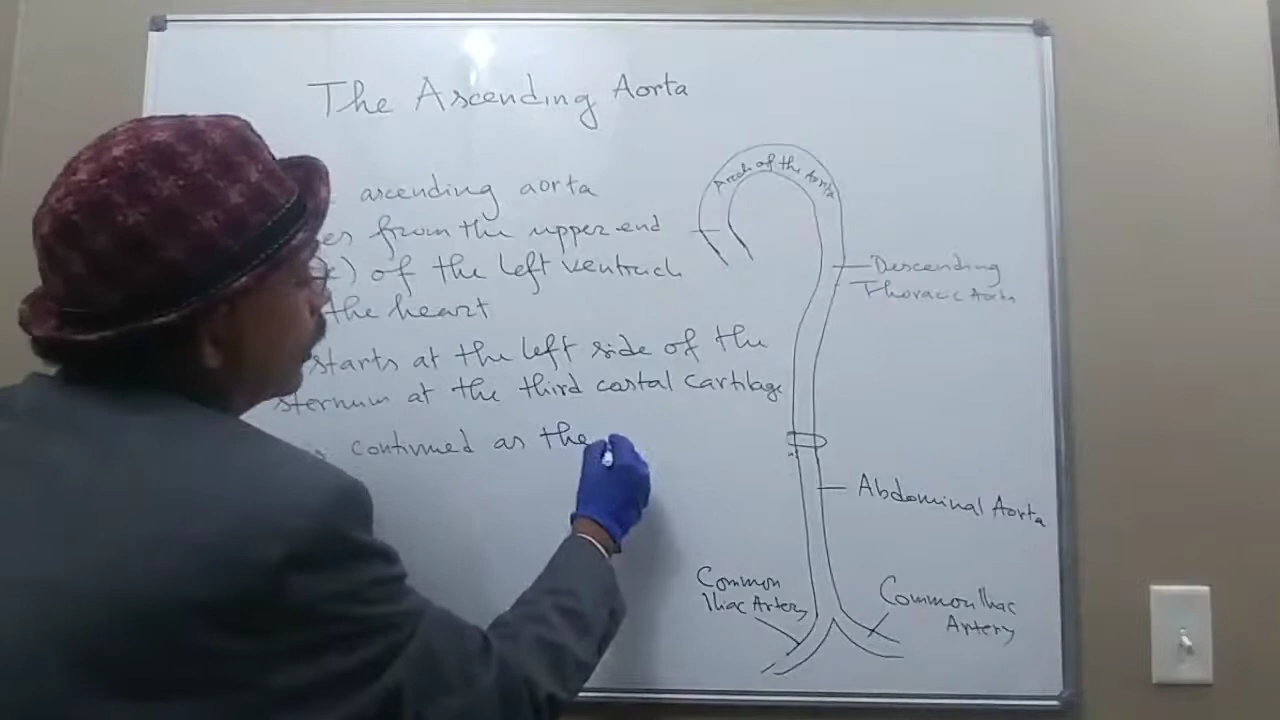 The Ascending Aorta
ascending aorta
es from the upper end
of the left ventricle
the heart
starts at the left side of the
sternum at the third costal cartilage
continued as the
Arch of the Aorta
Descending
Thoracic Aorta
Abdominal Aorta
Common
Iliac Artery
Common Iliac
Artery